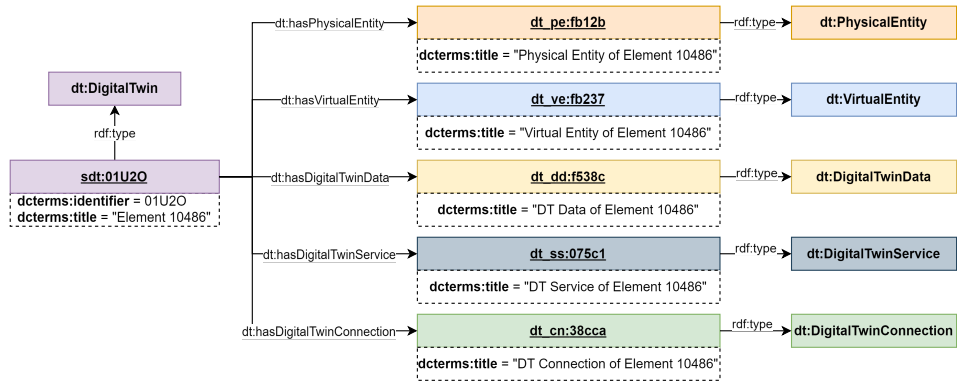 dt:hasPhysicalEntity
dt_pe:fb12b
rdf:type
dt:PhysicalEntity
dcterms:title = "Physical Entity of Element 10486"
dt:DigitalTwin
dt:hasVirtualEntity
dt_ve:fb237
rdf:type
dt:VirtualEntity
rdf:type
dcterms:title = "Virtual Entity of Element 10486"
sdt:01U2O
dt:hasDigitalTwinData
dt_dd:f538c
rdf:type
dt:DigitalTwinData
dcterms:identifier = 01U2O
dcterms:title = "Element 10486"
dcterms:title = "DT Data of Element 10486"
dt:hasDigitalTwinService
dt_ss:075c1
rdf:type
dt:DigitalTwinService
dcterms:title = "DT Service of Element 10486"
dt:hasDigitalTwinConnection
dt_cn:38cca
rdf:type
dt:DigitalTwinConnection
dcterms:title = "DT Connection of Element 10486"